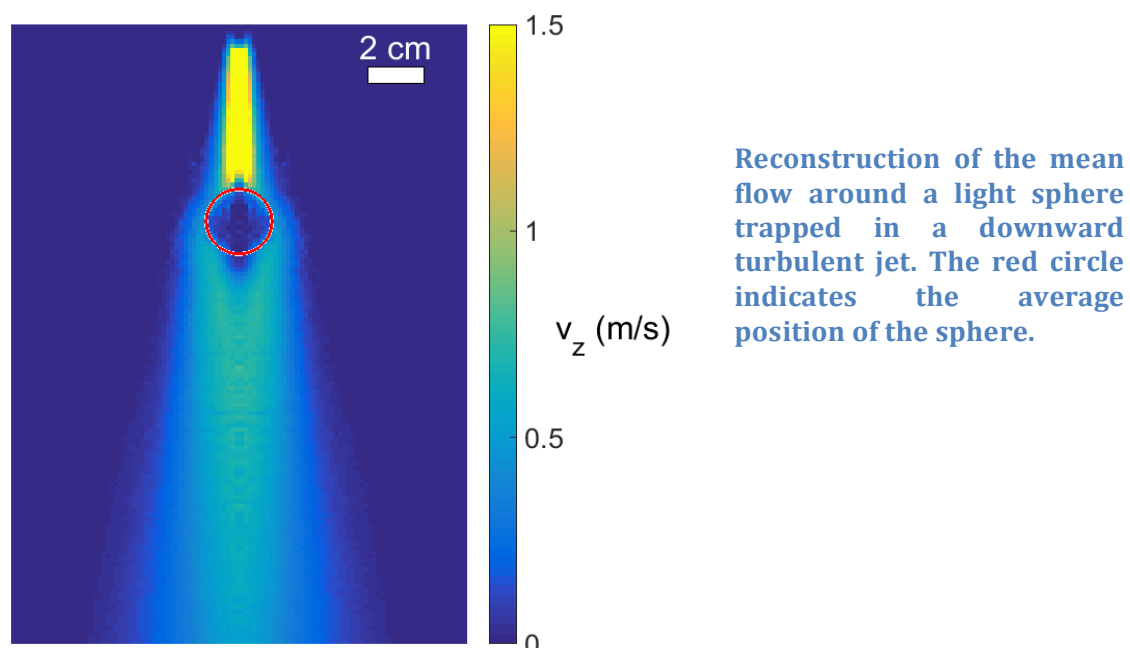 2 cm
1.5
1
v_z (m/s)
0.5
0
Reconstruction of the mean
flow around a light sphere
trapped in a downward
turbulent jet. The red circle
indicates the average
position of the sphere.